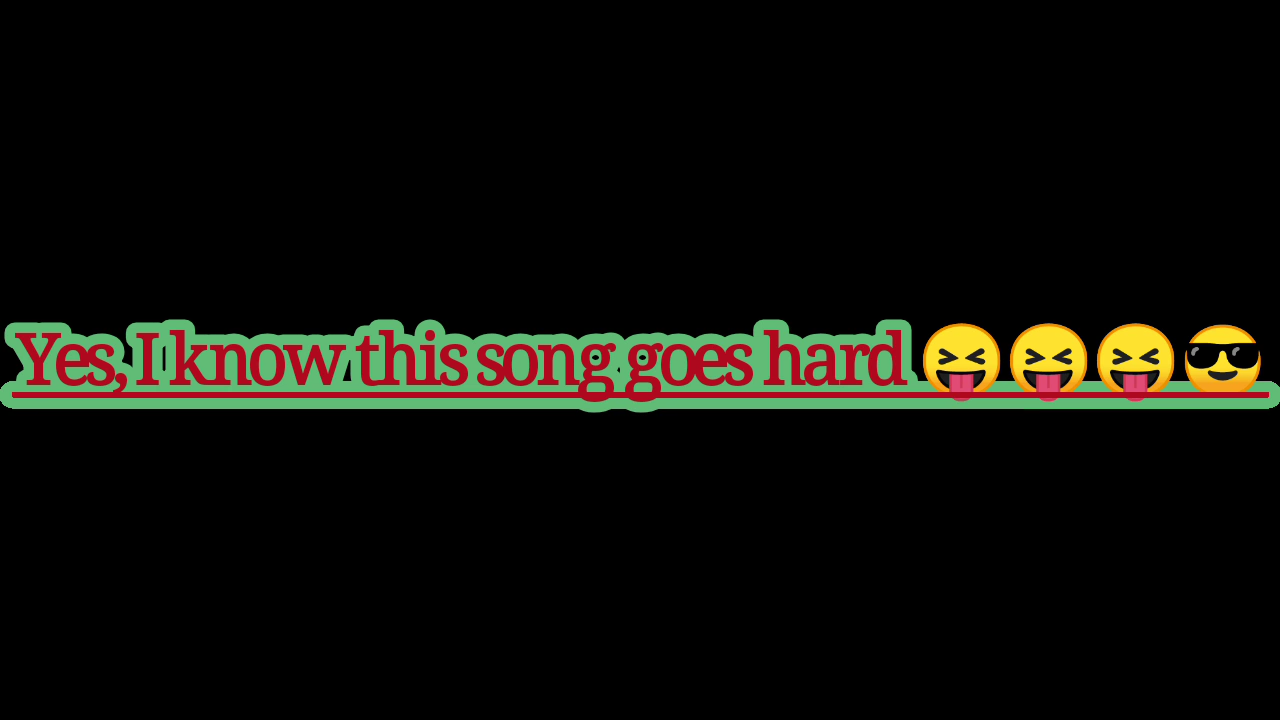 Yes, I know this song goes hard 😝😝😝😎